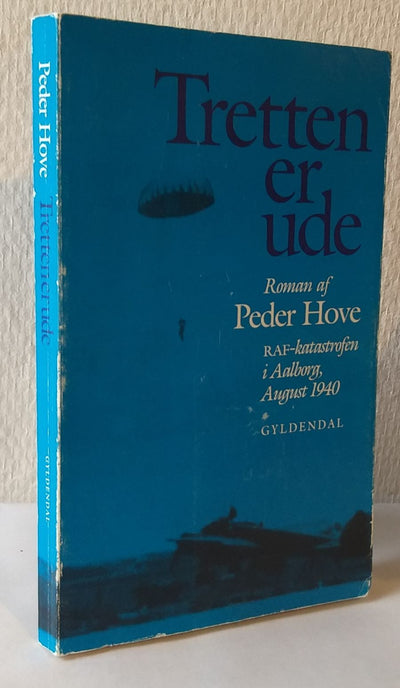 Peder Hove Tretten er ude GYLDENDAL
Tretten
er
ude
Roman af
Peder Hove
RAF-katastrofen
i Aalborg,
August 1940
GYLDENDAL